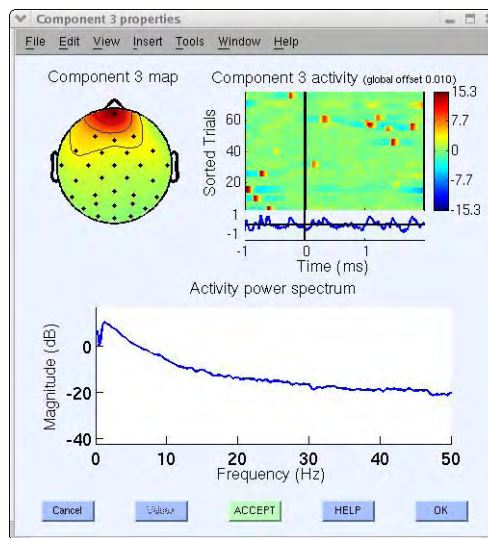 Component 3 properties
File Edit View Insert Tools Window Help
Component 3 map
Component 3 activity (global offset 0.010)
Sorted Trials
60
40
20
15.3
7.7
0
-7.7
-15.3
1
-1
-1 0 1
Time (ms)
Activity power spectrum
Magnitude (dB)
0
-20
-40
0 10 20 30 40 50
Frequency (Hz)
Cancel Values ACCEPT HELP OK